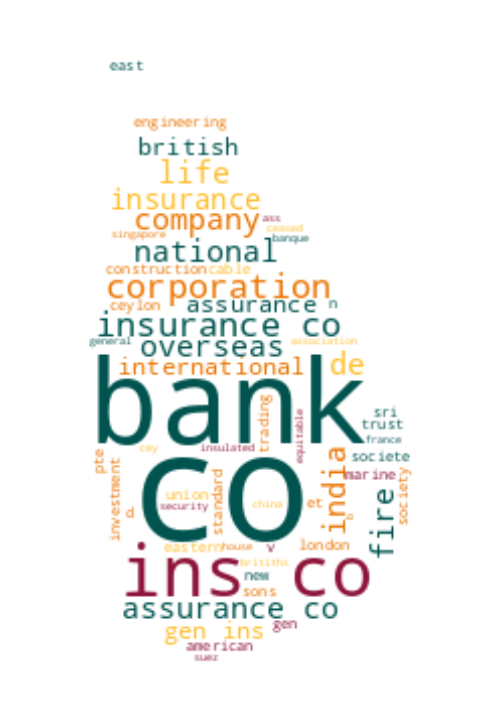 east
engineering
british
life
insurance
company ass
singapore ceased
banque
national
construction cable
corporation
ceylon assurance n
insurance co
general overseas association
international de
bank
sri
trust
trading
equitable
france
cey insulated societe
pte
marine
investment
india
society
co
union
security
standard
china
et
d
b
fire
eastern house v london
ins co
britiths
new
sons
assurance co
gen ins gen
american
suez